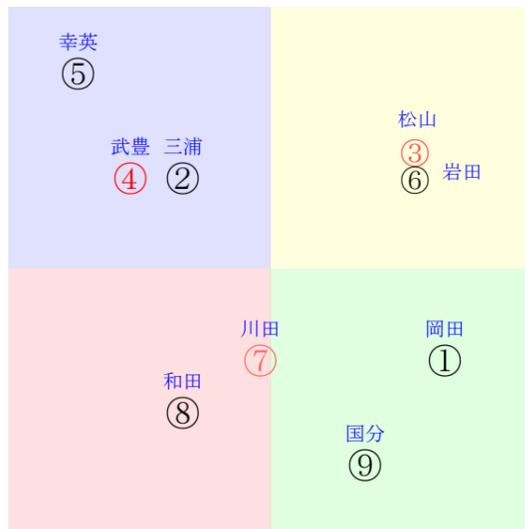 幸英
⑤
松山
武豊 三浦
③
④ ②
⑥ 岩田
川田 岡田
⑦ ①
和田
⑧
国分
⑨